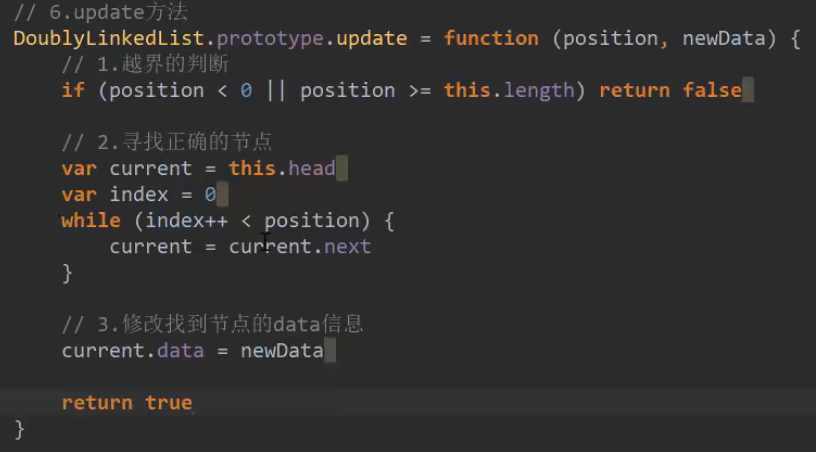 // 6.update方法
DoublyLinkedList.prototype.update = function (position, newData) {
    // 1.越界的判断
    if (position < 0 || position >= this.length) return false

    // 2.寻找正确的节点
    var current = this.head
    var index = 0
    while (index++ < position) {
        current = current.next
    }

    // 3.修改找到节点的data信息
    current.data = newData

    return true
}